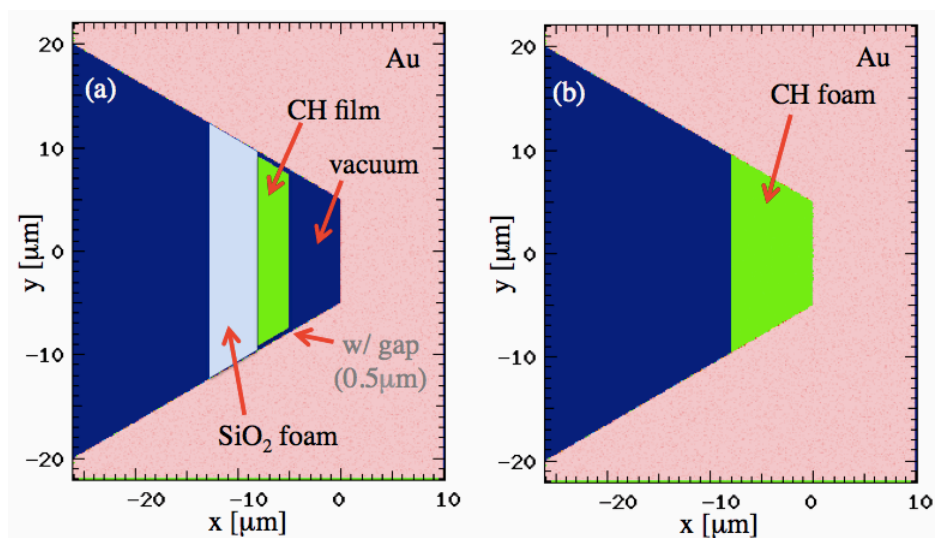 (a)
Au
CH film
vacuum
w/ gap
(0.5μm)
SiO₂ foam
20
10
0
−10
−20
y [μm]
−20
−10
0
10
x [μm]
(b)
Au
CH foam
20
10
0
−10
−20
y [μm]
−20
−10
0
10
x [μm]